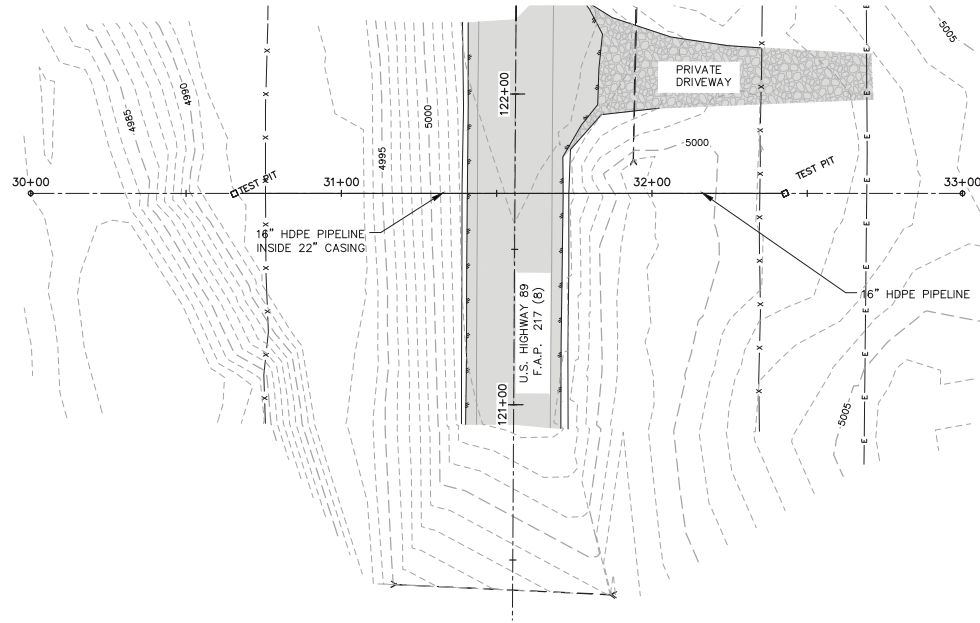 5005
4990
4985
5000
4995
122+00
PRIVATE
DRIVEWAY
5000
TEST PIT
TEST PIT
30+00
31+00
32+00
33+00
16" HDPE PIPELINE
INSIDE 22" CASING
16" HDPE PIPELINE
U.S. HIGHWAY 89
F.A.P. 217 (8)
121+00
5005
X
X
X
X
X
X
X
X
X
X
X
X
E
E
E
E
E
E
E
E
E
E